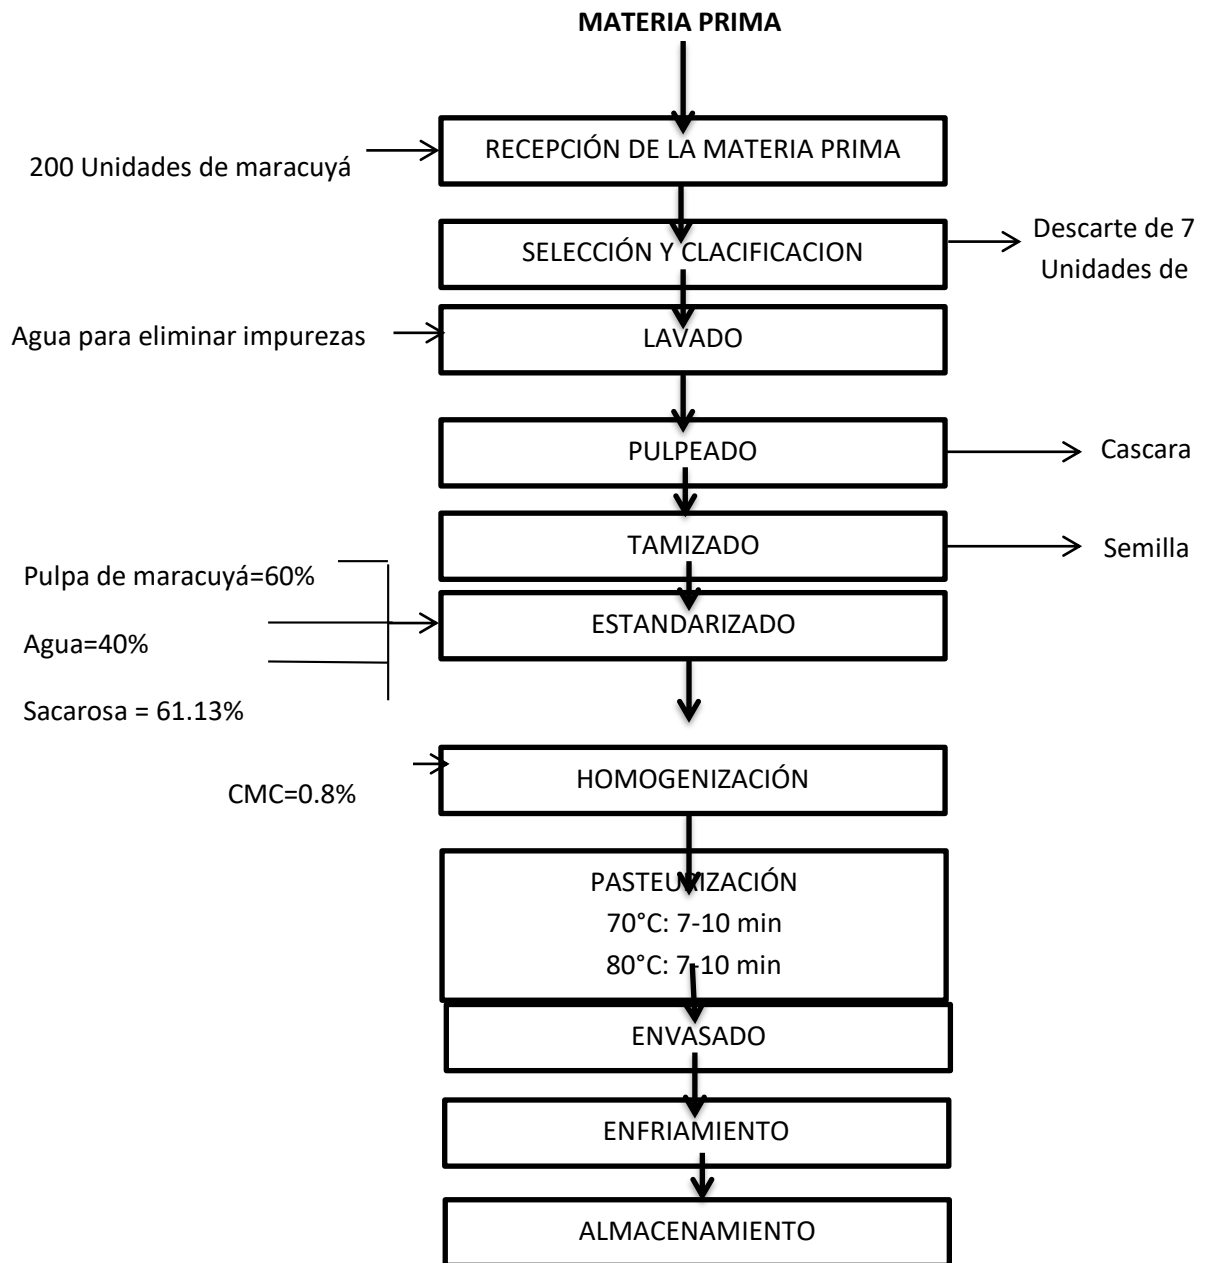 MATERIA PRIMA
200 Unidades de maracuyá
RECEPCIÓN DE LA MATERIA PRIMA
SELECCIÓN Y CLACIFICACION
Descarte de 7
Unidades de
Agua para eliminar impurezas
LAVADO
PULPEADO
Cascara
TAMIZADO
Semilla
Pulpa de maracuyá=60%
Agua=40%
Sacarosa = 61.13%
ESTANDARIZADO
CMC=0.8%
HOMOGENIZACIÓN
PASTEURIZACIÓN
70°C: 7-10 min
80°C: 7-10 min
ENVASADO
ENFRIAMIENTO
ALMACENAMIENTO